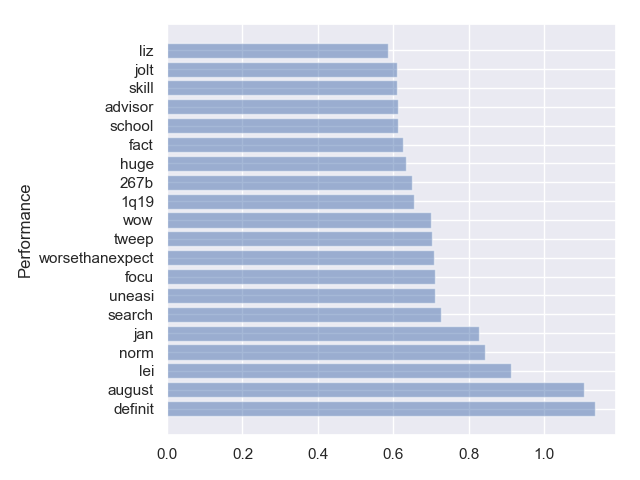 liz
jolt
skill
advisor
school
fact
huge
267b
1q19
wow
tweep
worsethanexpect
focu
uneasi
search
jan
norm
lei
august
definit
Performance
0.0 0.2 0.4 0.6 0.8 1.0